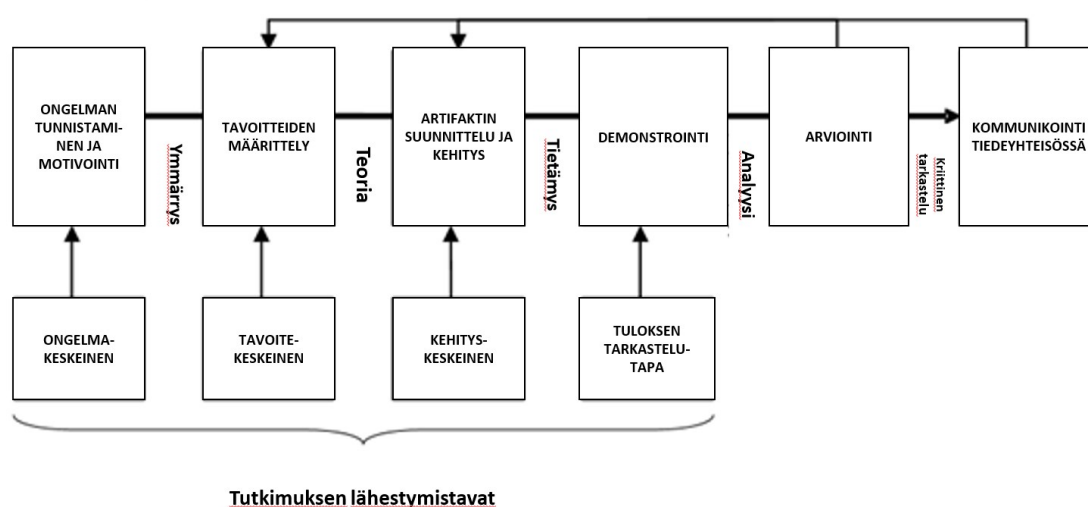 ONGELMAN
TUNNISTAMI-
NEN JA
MOTIVOINTI
Ymmärrys
TAVOITTEIDEN
MÄÄRITTELY
Teoria
ARTIFAKTIN
SUUNNITTELU JA
KEHITYS
Tietämys
DEMONSTROINTI
Analyysi
ARVIOINTI
Kriittinen
tarkastelu
KOMMUNIKOINTI
TIEDEYHTEISÖSSÄ
ONGELMA-
KESKEINEN
TAVOITE-
KESKEINEN
KEHITYS-
KESKEINEN
TULOKSEN
TARKASTELU-
TAPA
Tutkimuksen lähestymistavat